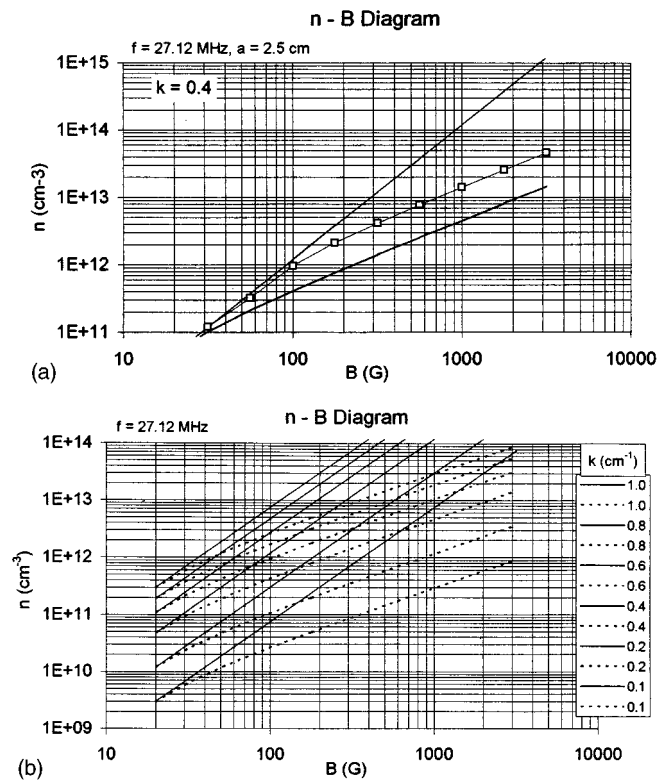 n - B Diagram
f = 27.12 MHz, a = 2.5 cm
k = 0.4
1E+15
1E+14
1E+13
1E+12
1E+11
n (cm-3)
10
100
1000
10000
B (G)
(a)
n - B Diagram
f = 27.12 MHz
1E+14
1E+13
1E+12
1E+11
1E+10
1E+09
n (cm⁻³)
10
100
1000
10000
B (G)
k (cm⁻¹)
1.0
1.0
0.8
0.8
0.6
0.6
0.4
0.4
0.2
0.2
0.1
0.1
(b)